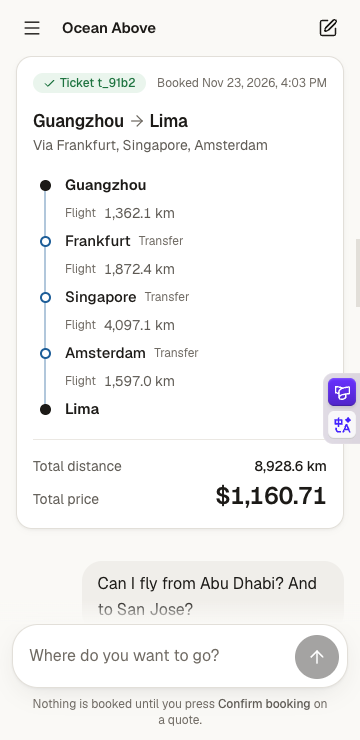 Ocean Above
Ticket t_91b2 Booked Nov 23, 2026, 4:03 PM
Guangzhou → Lima
Via Frankfurt, Singapore, Amsterdam
Guangzhou
Flight 1,362.1 km
Frankfurt Transfer
Flight 1,872.4 km
Singapore Transfer
Flight 4,097.1 km
Amsterdam Transfer
Flight 1,597.0 km
Lima
中A
Total distance 8,928.6 km
Total price $1,160.71
Can I fly from Abu Dhabi? And
to San Jose?
Where do you want to go?
Nothing is booked until you press Confirm booking on
a quote.